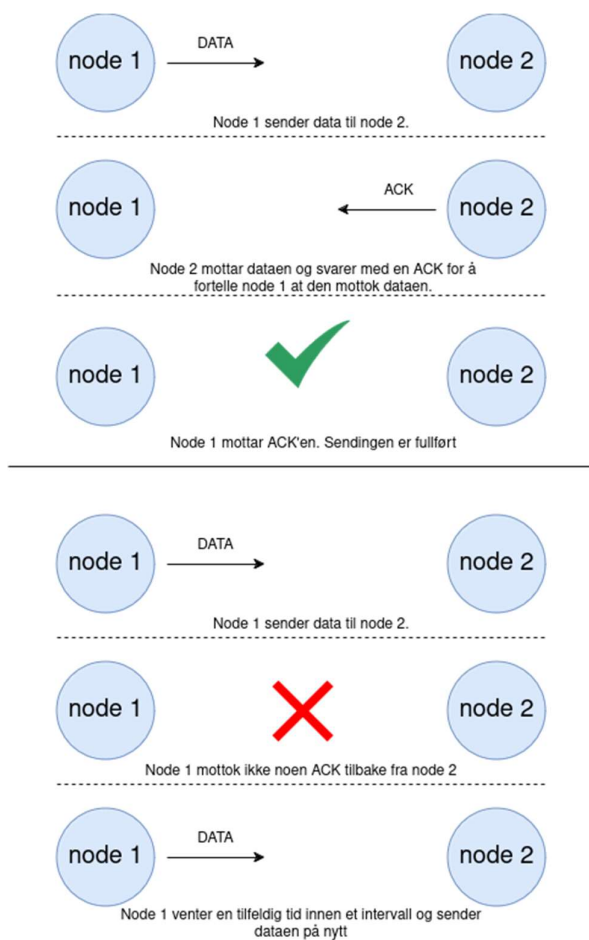 DATA
node 1 node 2
Node 1 sender data til node 2.
ACK
node 1 node 2
Node 2 mottar dataen og svarer med en ACK for å
fortelle node 1 at den mottok dataen.
node 1 node 2
Node 1 mottar ACK'en. Sendingen er fullført
DATA
node 1 node 2
Node 1 sender data til node 2.
node 1 node 2
Node 1 mottok ikke noen ACK tilbake fra node 2
DATA
node 1 node 2
Node 1 venter en tilfeldig tid innen et intervall og sender
dataen på nytt